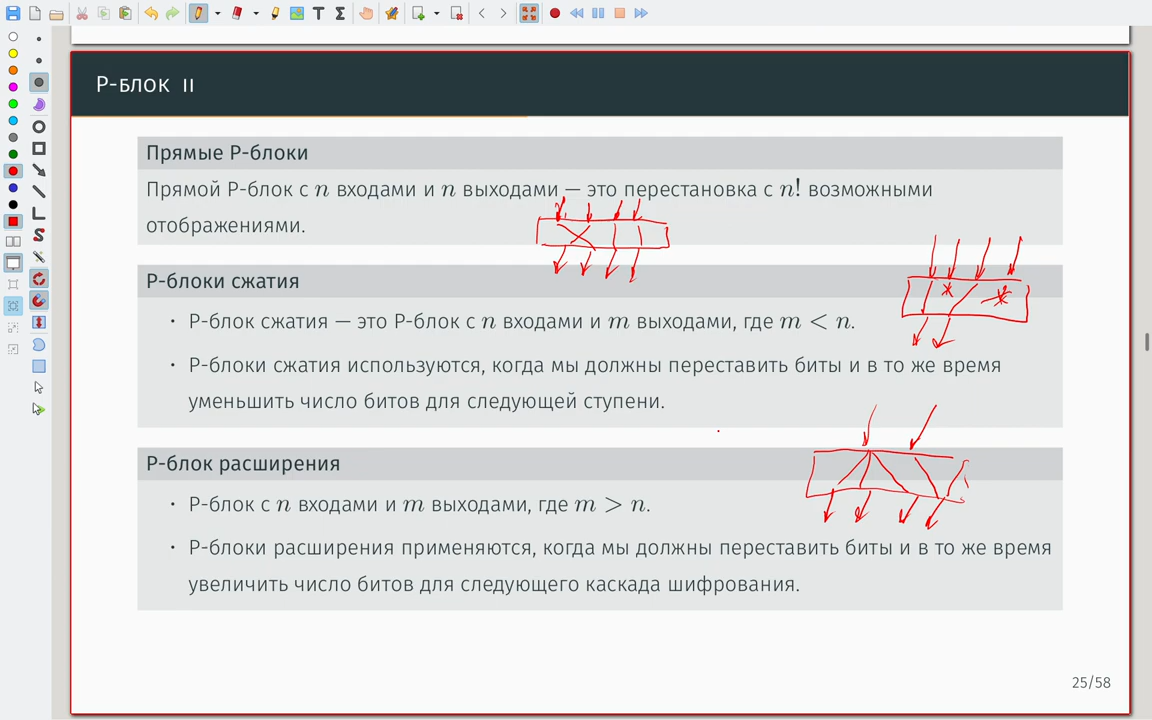 Р-БЛОК II
Прямые P-блоки
Прямой P-блок с n входами и n выходами — это перестановка с n! возможными
отображениями.
P-блоки сжатия
· P-блок сжатия — это P-блок с n входами и m выходами, где m < n.
· P-блоки сжатия используются, когда мы должны переставить биты и в то же время
уменьшить число битов для следующей ступени.
P-блок расширения
· P-блок с n входами и m выходами, где m > n.
· P-блоки расширения применяются, когда мы должны переставить биты и в то же время
увеличить число битов для следующего каскада шифрования.
25/58